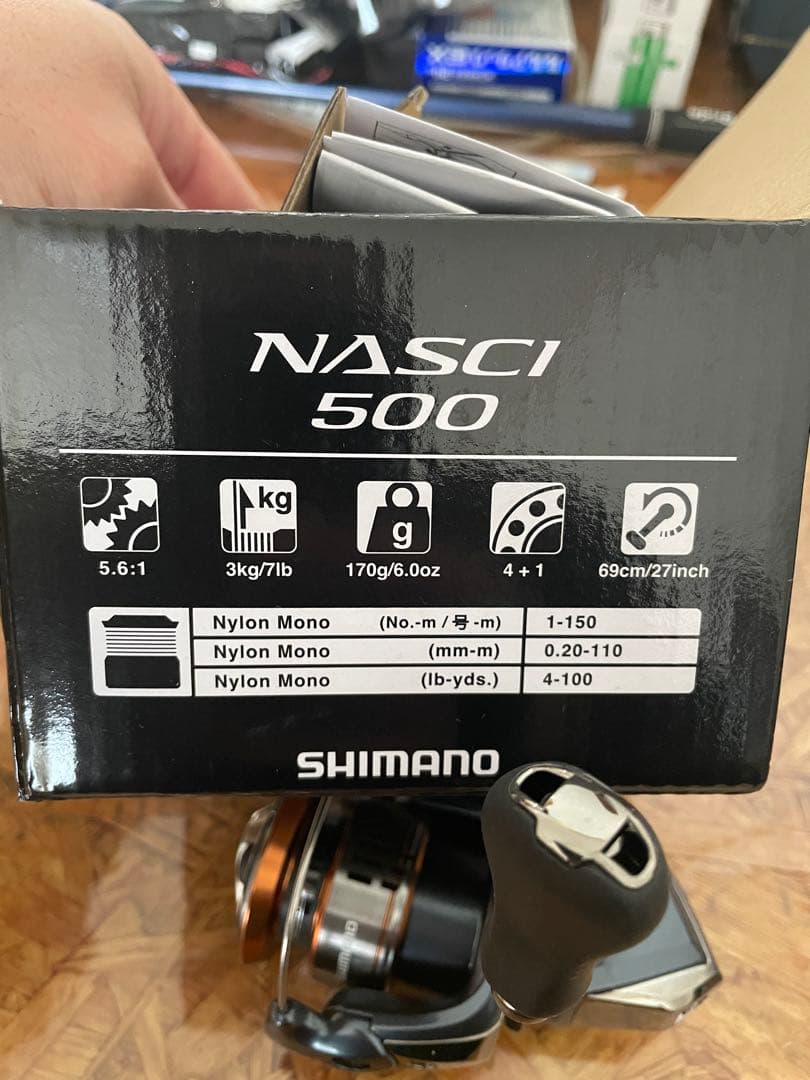 NASCI
500
kg
g
5.6:1
3kg/7lb
170g/6.0oz
4 + 1
69cm/27inch
Nylon Mono (No.-m / 号 -m) 1-150
Nylon Mono (mm-m) 0.20-110
Nylon Mono (lb-yds.) 4-100
SHIMANO
SHIMANO